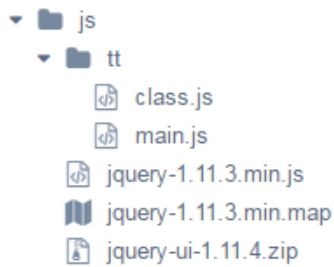 js
tt
class.js
main.js
jquery-1.11.3.min.js
jquery-1.11.3.min.map
jquery-ui-1.11.4.zip